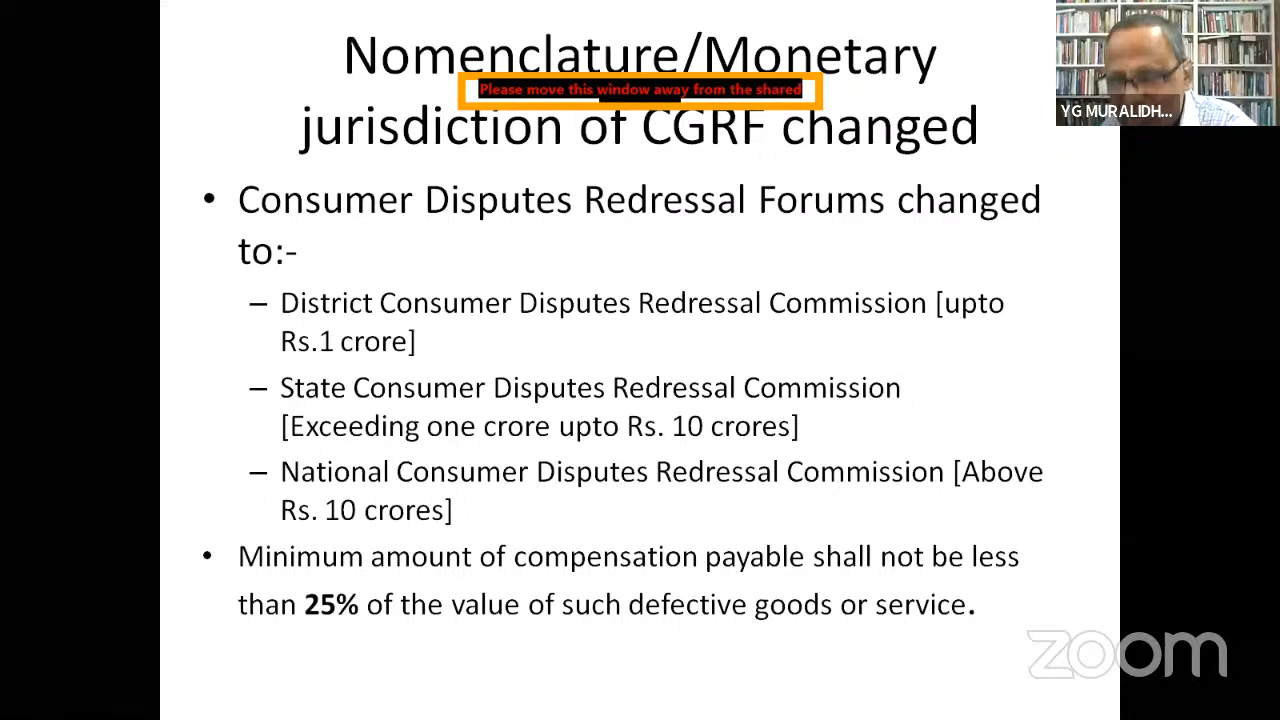 Nomenclature/Monetary
Please move this window away from the shared
jurisdiction of CGRF changed
YG MURALIDH...
• Consumer Disputes Redressal Forums changed
to:-
– District Consumer Disputes Redressal Commission [upto
Rs.1 crore]
– State Consumer Disputes Redressal Commission
[Exceeding one crore upto Rs. 10 crores]
– National Consumer Disputes Redressal Commission [Above
Rs. 10 crores]
• Minimum amount of compensation payable shall not be less
than 25% of the value of such defective goods or service.
zoom